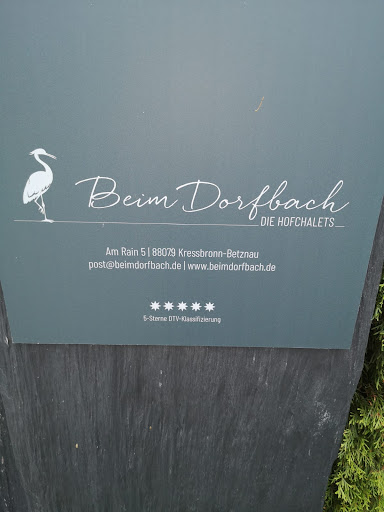 Beim Dorfbach
DIE HOFCHALETS
Am Rain 5 | 88079 Kressbronn-Betznau
post@beimdorfbach.de | www.beimdorfbach.de
5-Sterne DTV-Klassifizierung